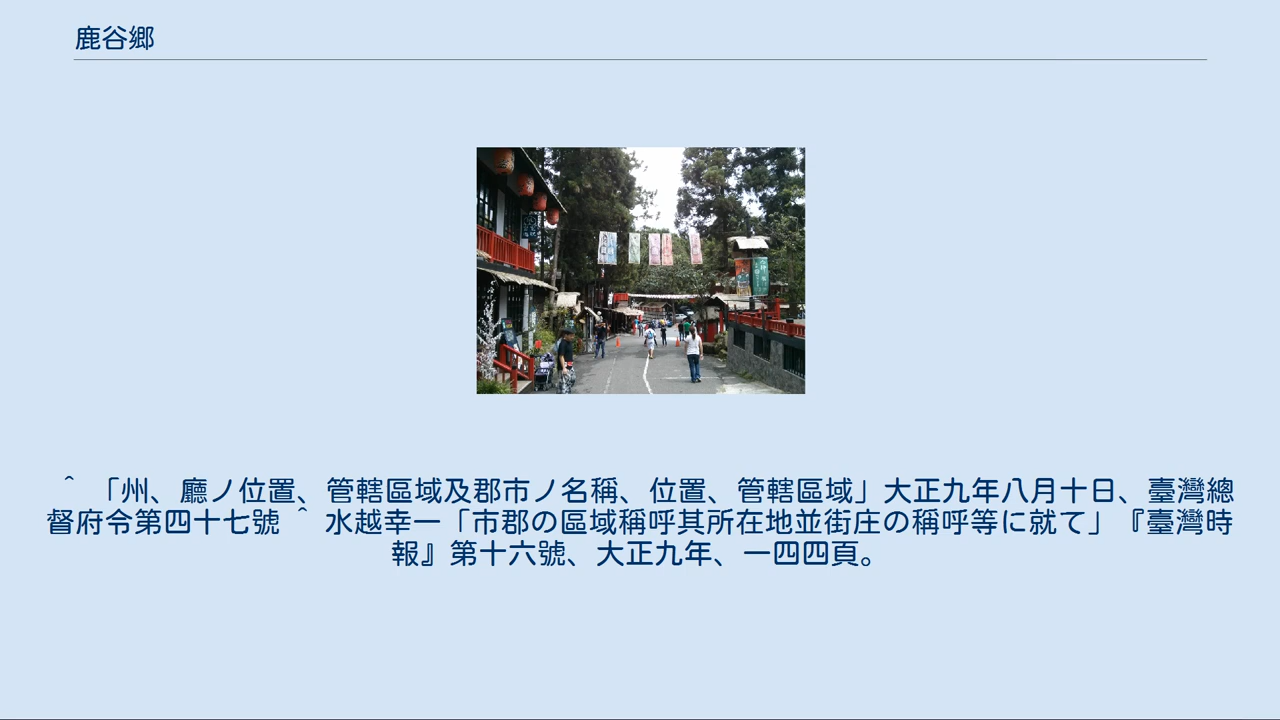 鹿谷鄉
^ 「州、廳ノ位置、管轄區域及郡市ノ名稱、位置、管轄區域」大正九年八月十日、臺灣總
督府令第四十七號 ^ 水越幸一「市郡の區域稱呼其所在地並街庄の稱呼等に就て」『臺灣時
報』第十六號、大正九年、一四四頁。